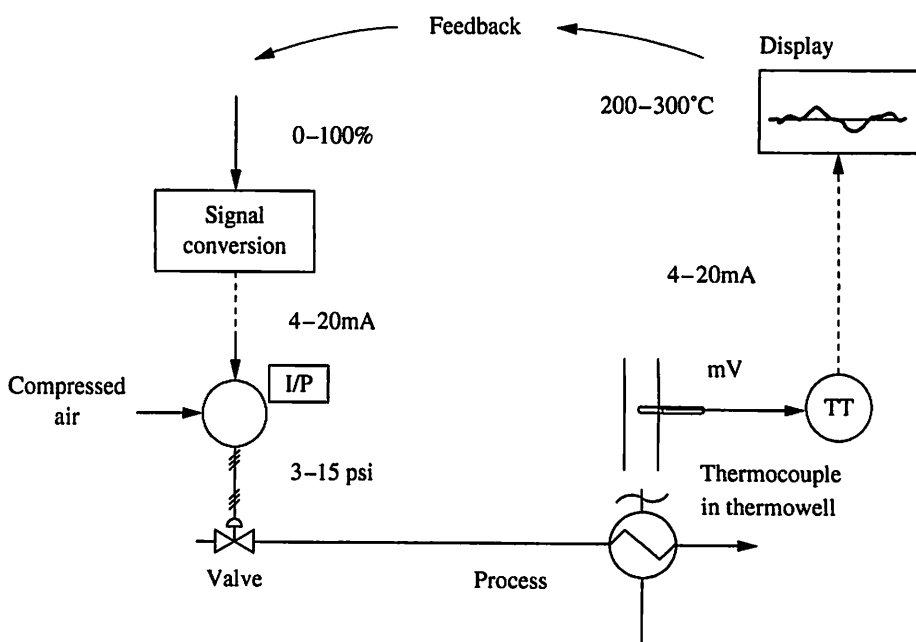 Feedback
Display
200–300°C
0–100%
Signal
conversion
4–20mA
4–20mA
I/P
Compressed
air
mV
TT
3–15 psi
Thermocouple
in thermowell
Valve
Process